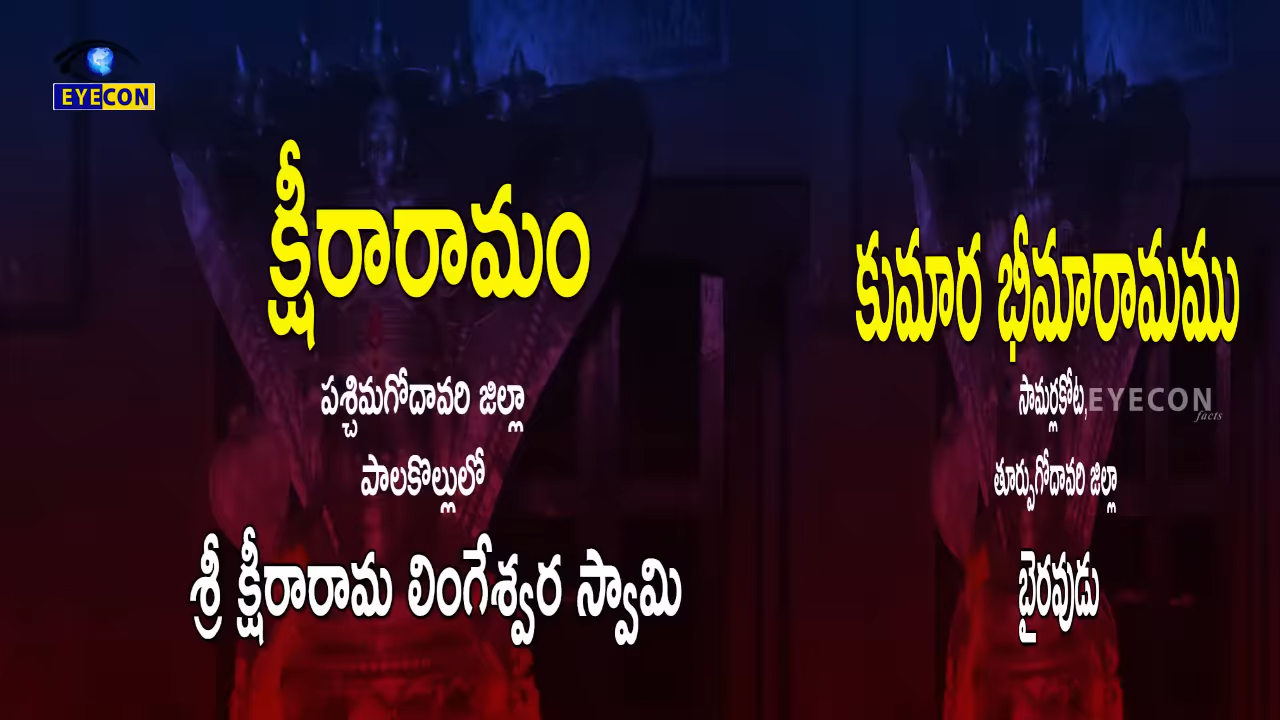 EYECON
క్షీరారామం
పశ్చిమగోదావరి జిల్లా
పాలకొల్లులో
శ్రీ క్షీరారామ లింగేశ్వర స్వామి
కుమార భీమారామము
సామర్లకోట,
EYECON
facts
తూర్పుగోదావరి జిల్లా
బైరవుడు